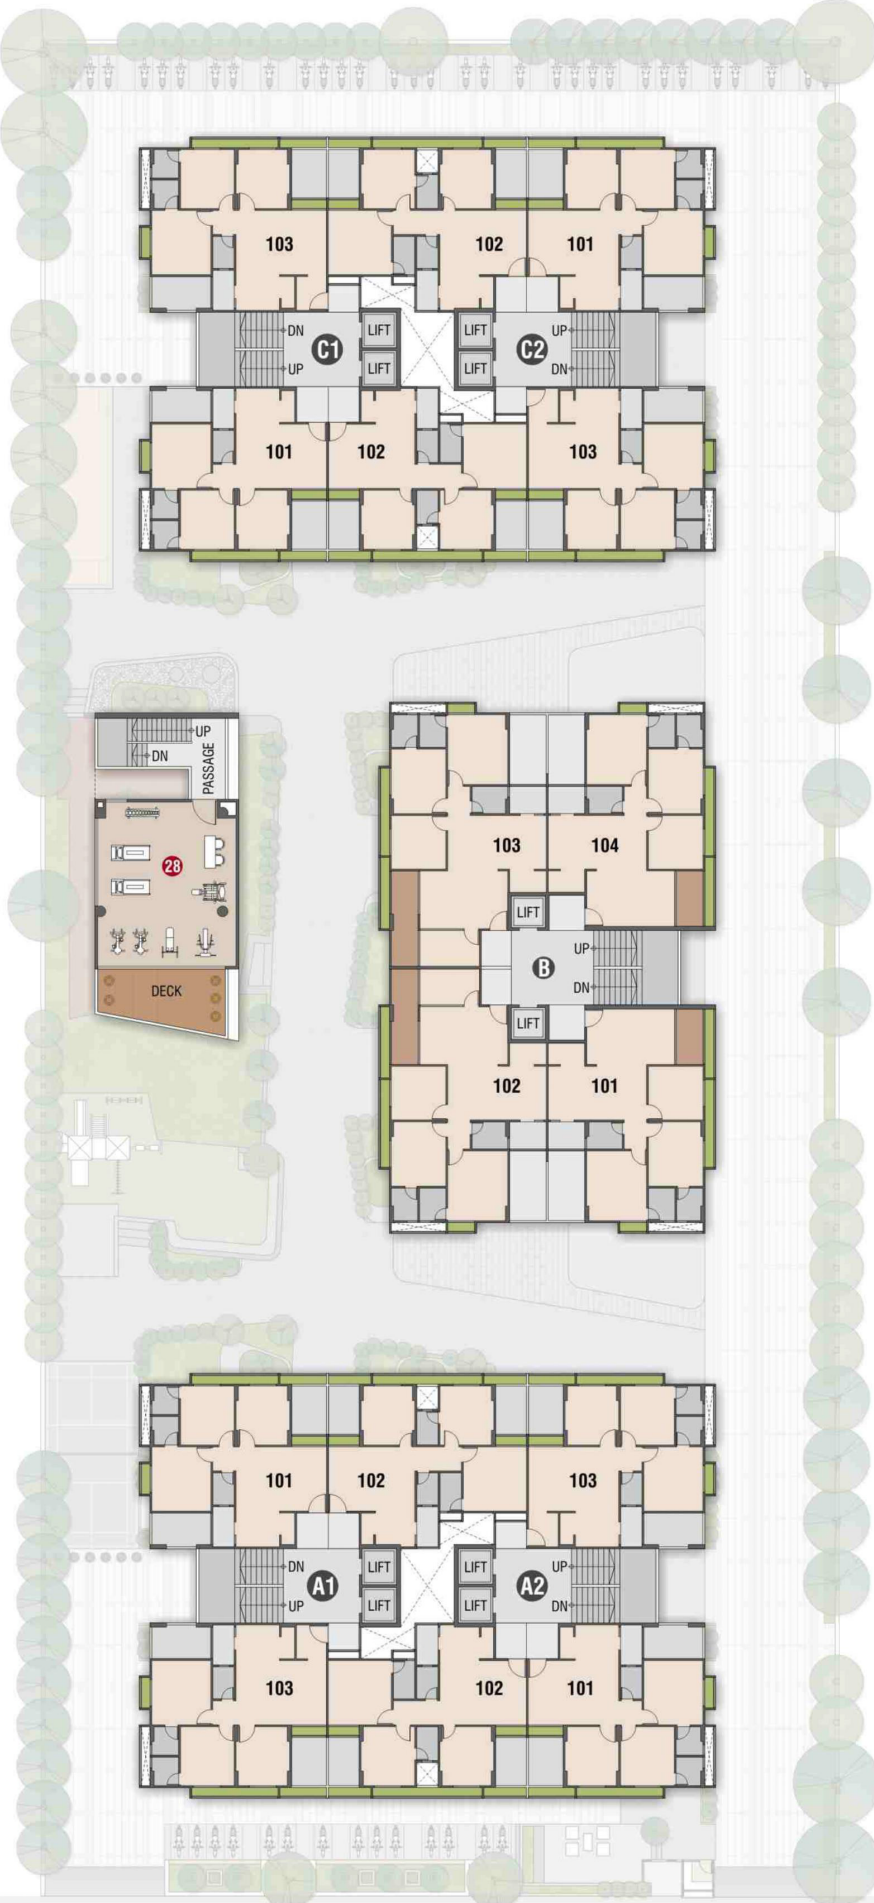 103 102 101
DN LIFT LIFT UP
C1 C2
UP LIFT LIFT DN
101 102 103
UP
DN
PASSAGE
28
DECK
103 104
LIFT
UP
B
DN
LIFT
102 101
101 102 103
DN LIFT LIFT UP
A1 A2
UP LIFT LIFT DN
103 102 101